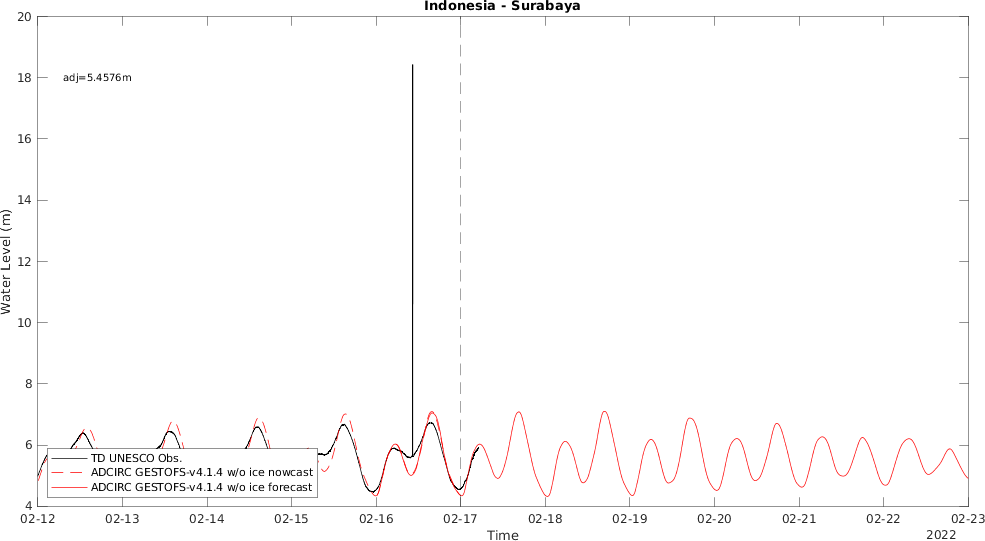 Indonesia - Surabaya
20
18
16
14
12
10
8
6
4
Water Level (m)
adj=5.4576m
TD UNESCO Obs.
ADCIRC GESTOFS-v4.1.4 w/o ice nowcast
ADCIRC GESTOFS-v4.1.4 w/o ice forecast
02-12 02-13 02-14 02-15 02-16 02-17 02-18 02-19 02-20 02-21 02-22 02-23
Time
2022